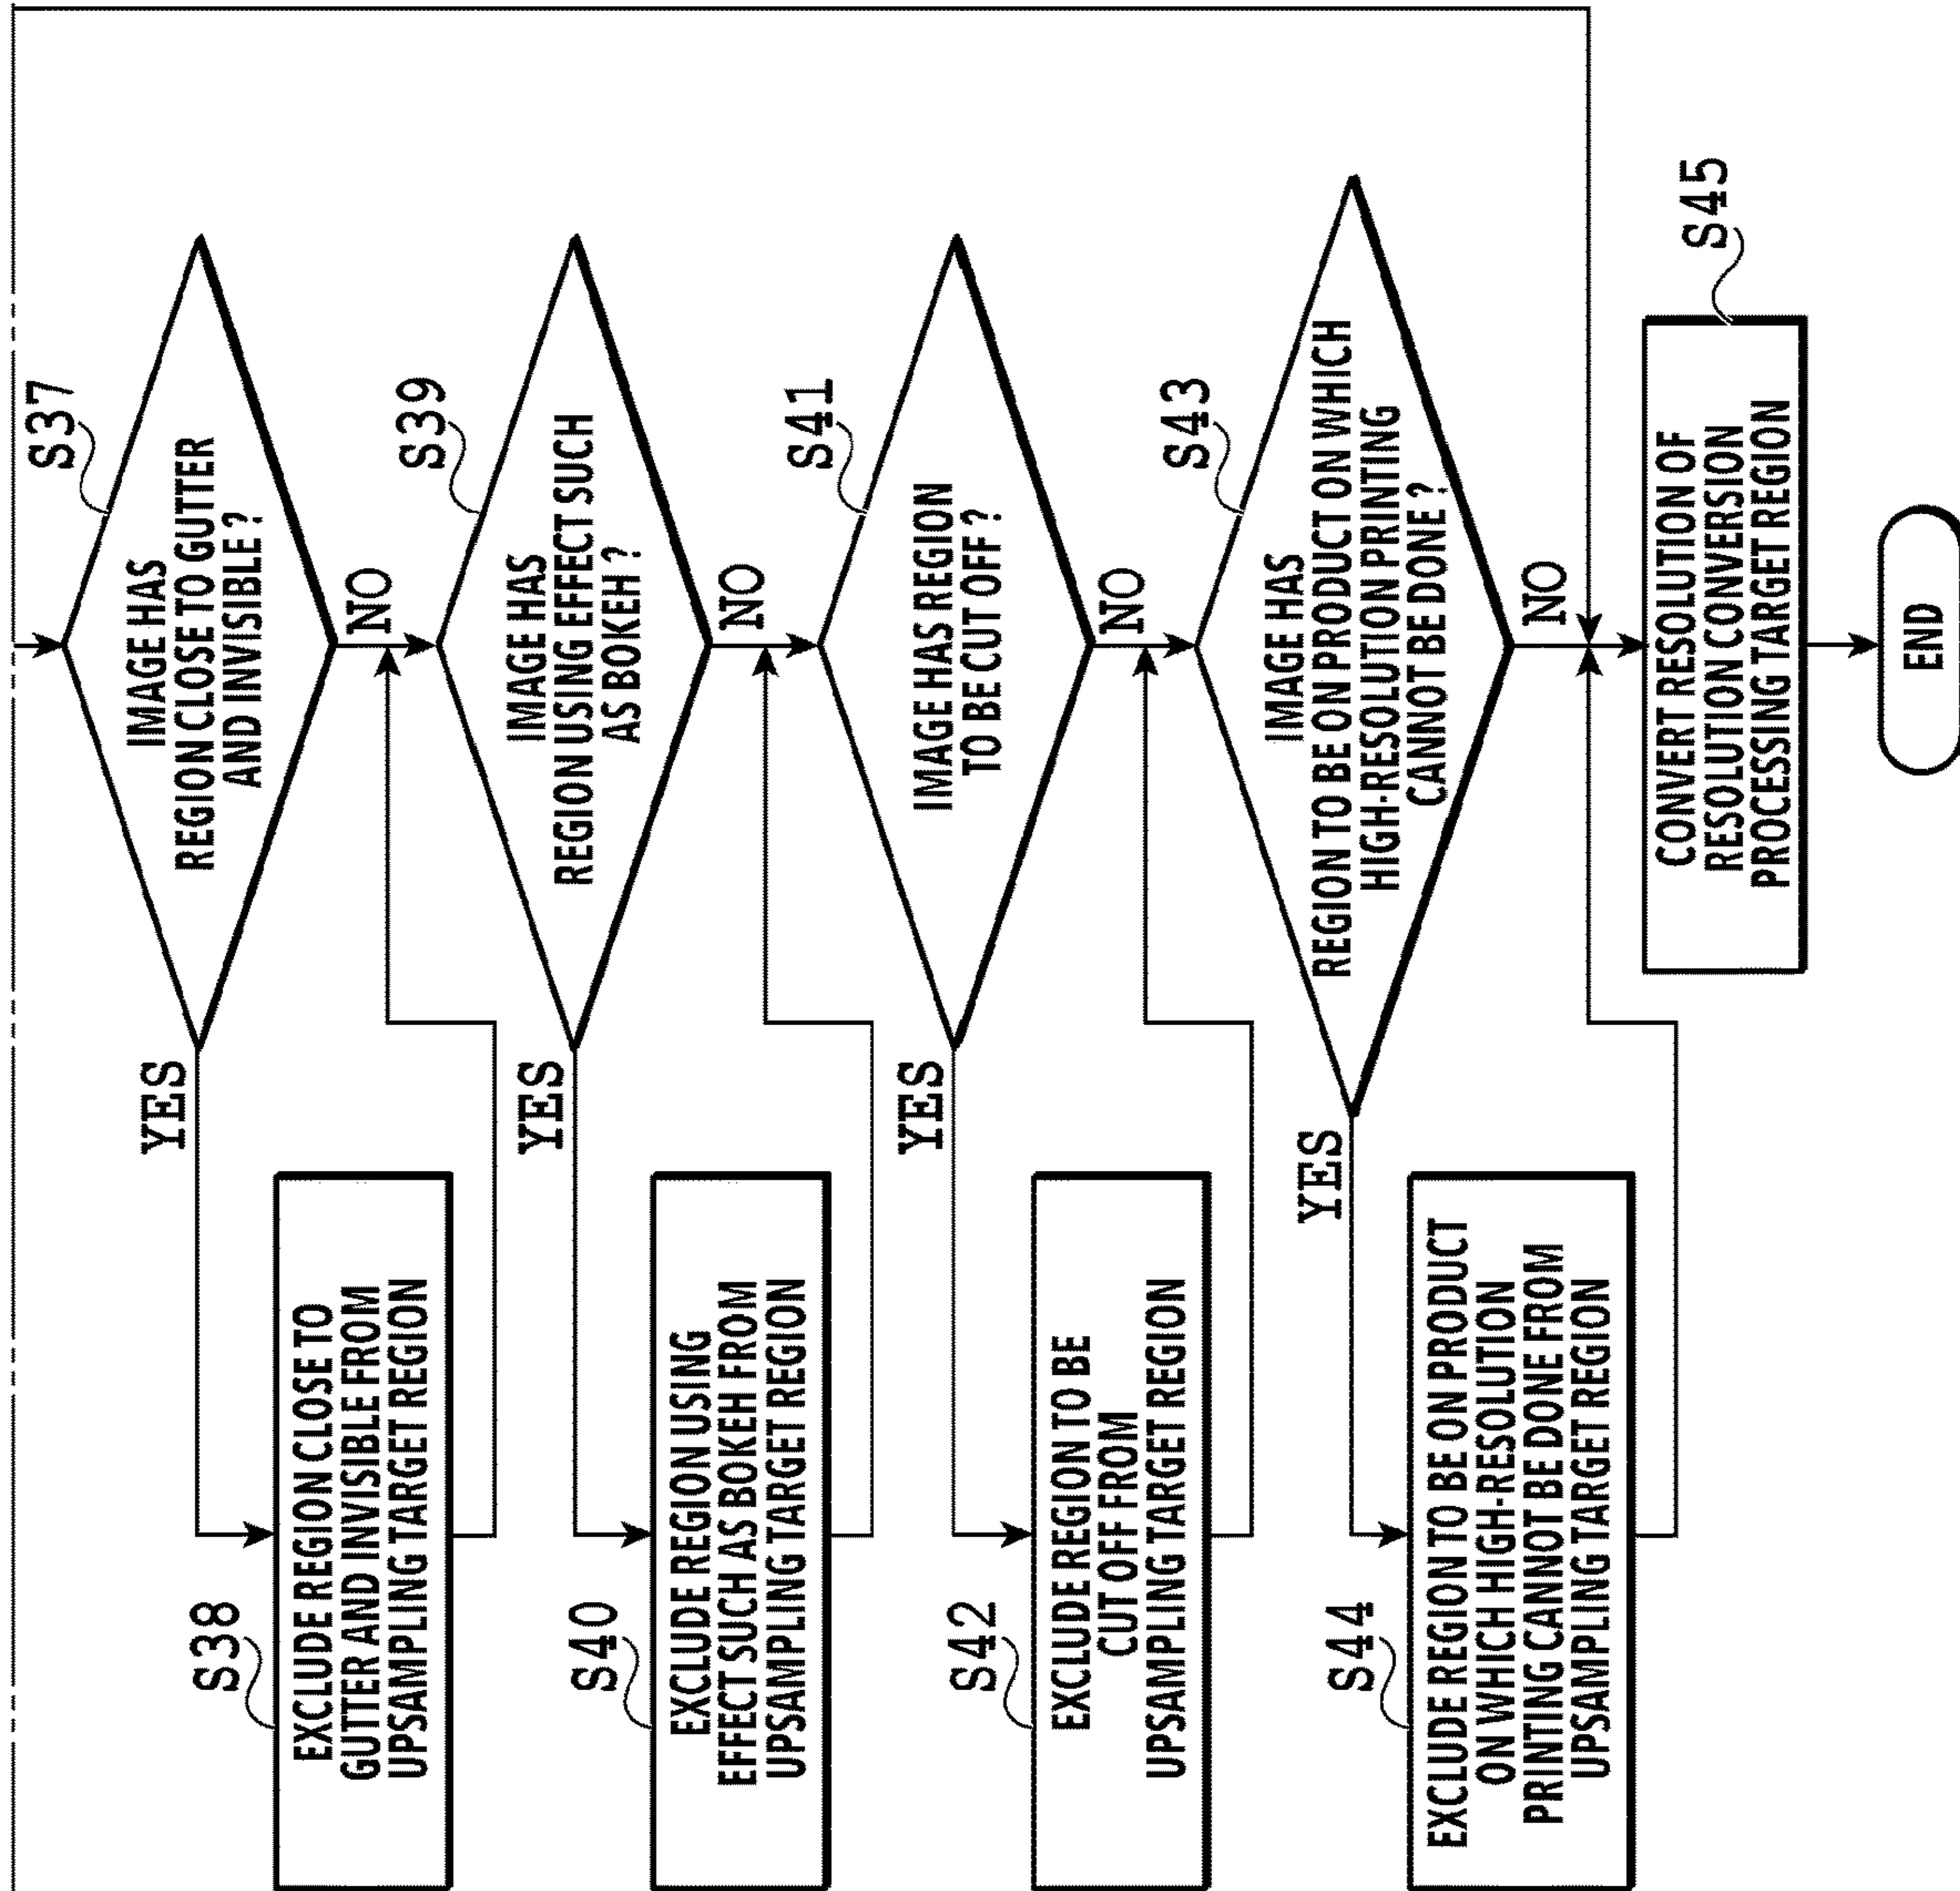 S37
IMAGE HAS
REGION CLOSE TO GUTTER
AND INVISIBLE ?
YES
NO
S38
EXCLUDE REGION CLOSE TO
GUTTER AND INVISIBLE FROM
UPSAMPLING TARGET REGION
S39
IMAGE HAS
REGION USING EFFECT SUCH
AS BOKEH ?
YES
NO
S40
EXCLUDE REGION USING
EFFECT SUCH AS BOKEH FROM
UPSAMPLING TARGET REGION
S41
IMAGE HAS REGION
TO BE CUT OFF ?
YES
NO
S42
EXCLUDE REGION TO BE
CUT OFF FROM
UPSAMPLING TARGET REGION
S43
IMAGE HAS
REGION TO BE ON PRODUCT ON WHICH
HIGH-RESOLUTION PRINTING
CANNOT BE DONE ?
YES
NO
S44
EXCLUDE REGION TO BE ON PRODUCT
ON WHICH HIGH-RESOLUTION
PRINTING CANNOT BE DONE FROM
UPSAMPLING TARGET REGION
S45
CONVERT RESOLUTION OF
RESOLUTION CONVERSION
PROCESSING TARGET REGION
END